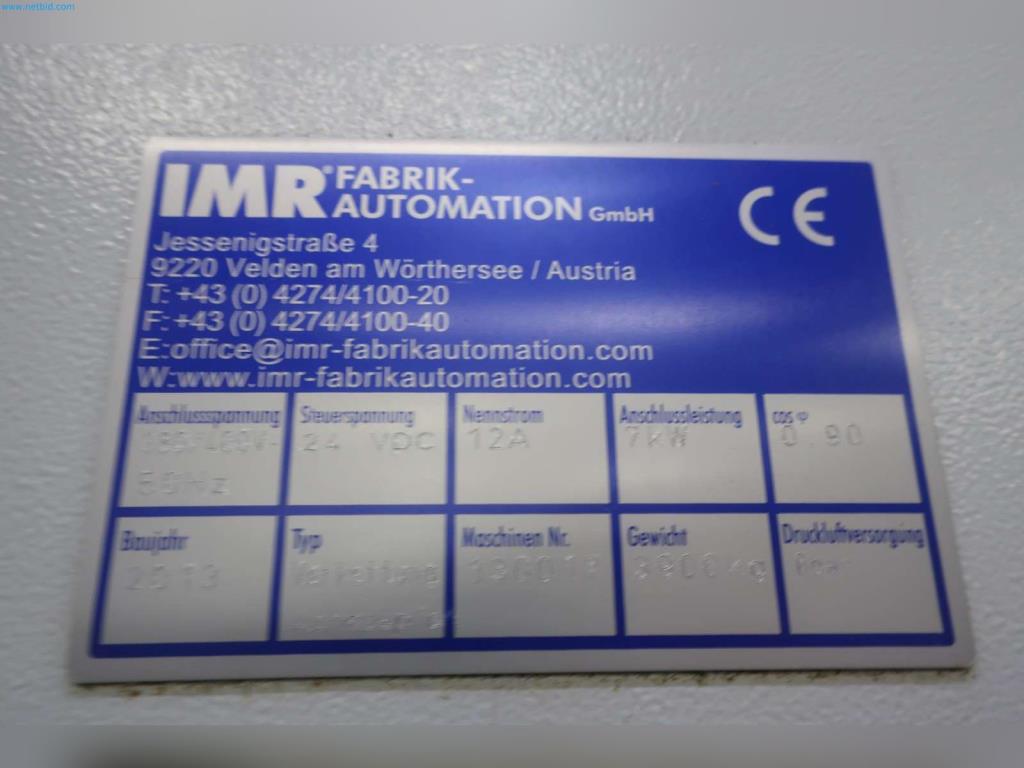 www.netbid.com
IMR® FABRIK-
AUTOMATION GmbH
CE
Jessenigstraße 4
9220 Velden am Wörthersee / Austria
T: +43 (0) 4274/4100-20
F: +43 (0) 4274/4100-40
E:office@imr-fabrikautomation.com
W:www.imr-fabrikautomation.com
Anschlussspannung Steuerspannung Nennstrom Anschlussleistung cos φ
24 VDC 12A 7kW 0.90
50Hz
Baujahr Typ Maschinen Nr. Gewicht Druckluftversorgung
2013